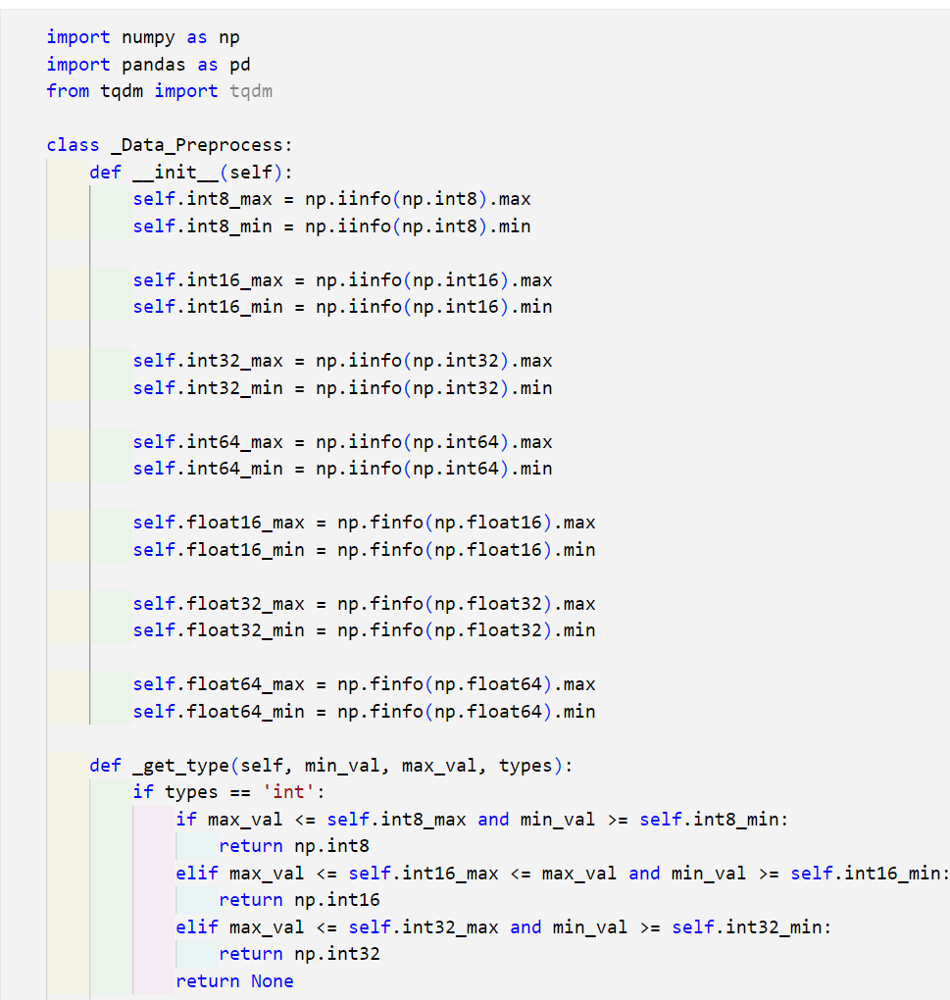 import numpy as np
import pandas as pd
from tqdm import tqdm
class _Data_Preprocess:
def __init__(self):
self.int8_max = np.iinfo(np.int8).max
self.int8_min = np.iinfo(np.int8).min
self.int16_max = np.iinfo(np.int16).max
self.int16_min = np.iinfo(np.int16).min
self.int32_max = np.iinfo(np.int32).max
self.int32_min = np.iinfo(np.int32).min
self.int64_max = np.iinfo(np.int64).max
self.int64_min = np.iinfo(np.int64).min
self.float16_max = np.finfo(np.float16).max
self.float16_min = np.finfo(np.float16).min
self.float32_max = np.finfo(np.float32).max
self.float32_min = np.finfo(np.float32).min
self.float64_max = np.finfo(np.float64).max
self.float64_min = np.finfo(np.float64).min
def _get_type(self, min_val, max_val, types):
if types == 'int':
if max_val <= self.int8_max and min_val >= self.int8_min:
return np.int8
elif max_val <= self.int16_max <= max_val and min_val >= self.int16_min:
return np.int16
elif max_val <= self.int32_max and min_val >= self.int32_min:
return np.int32
return None